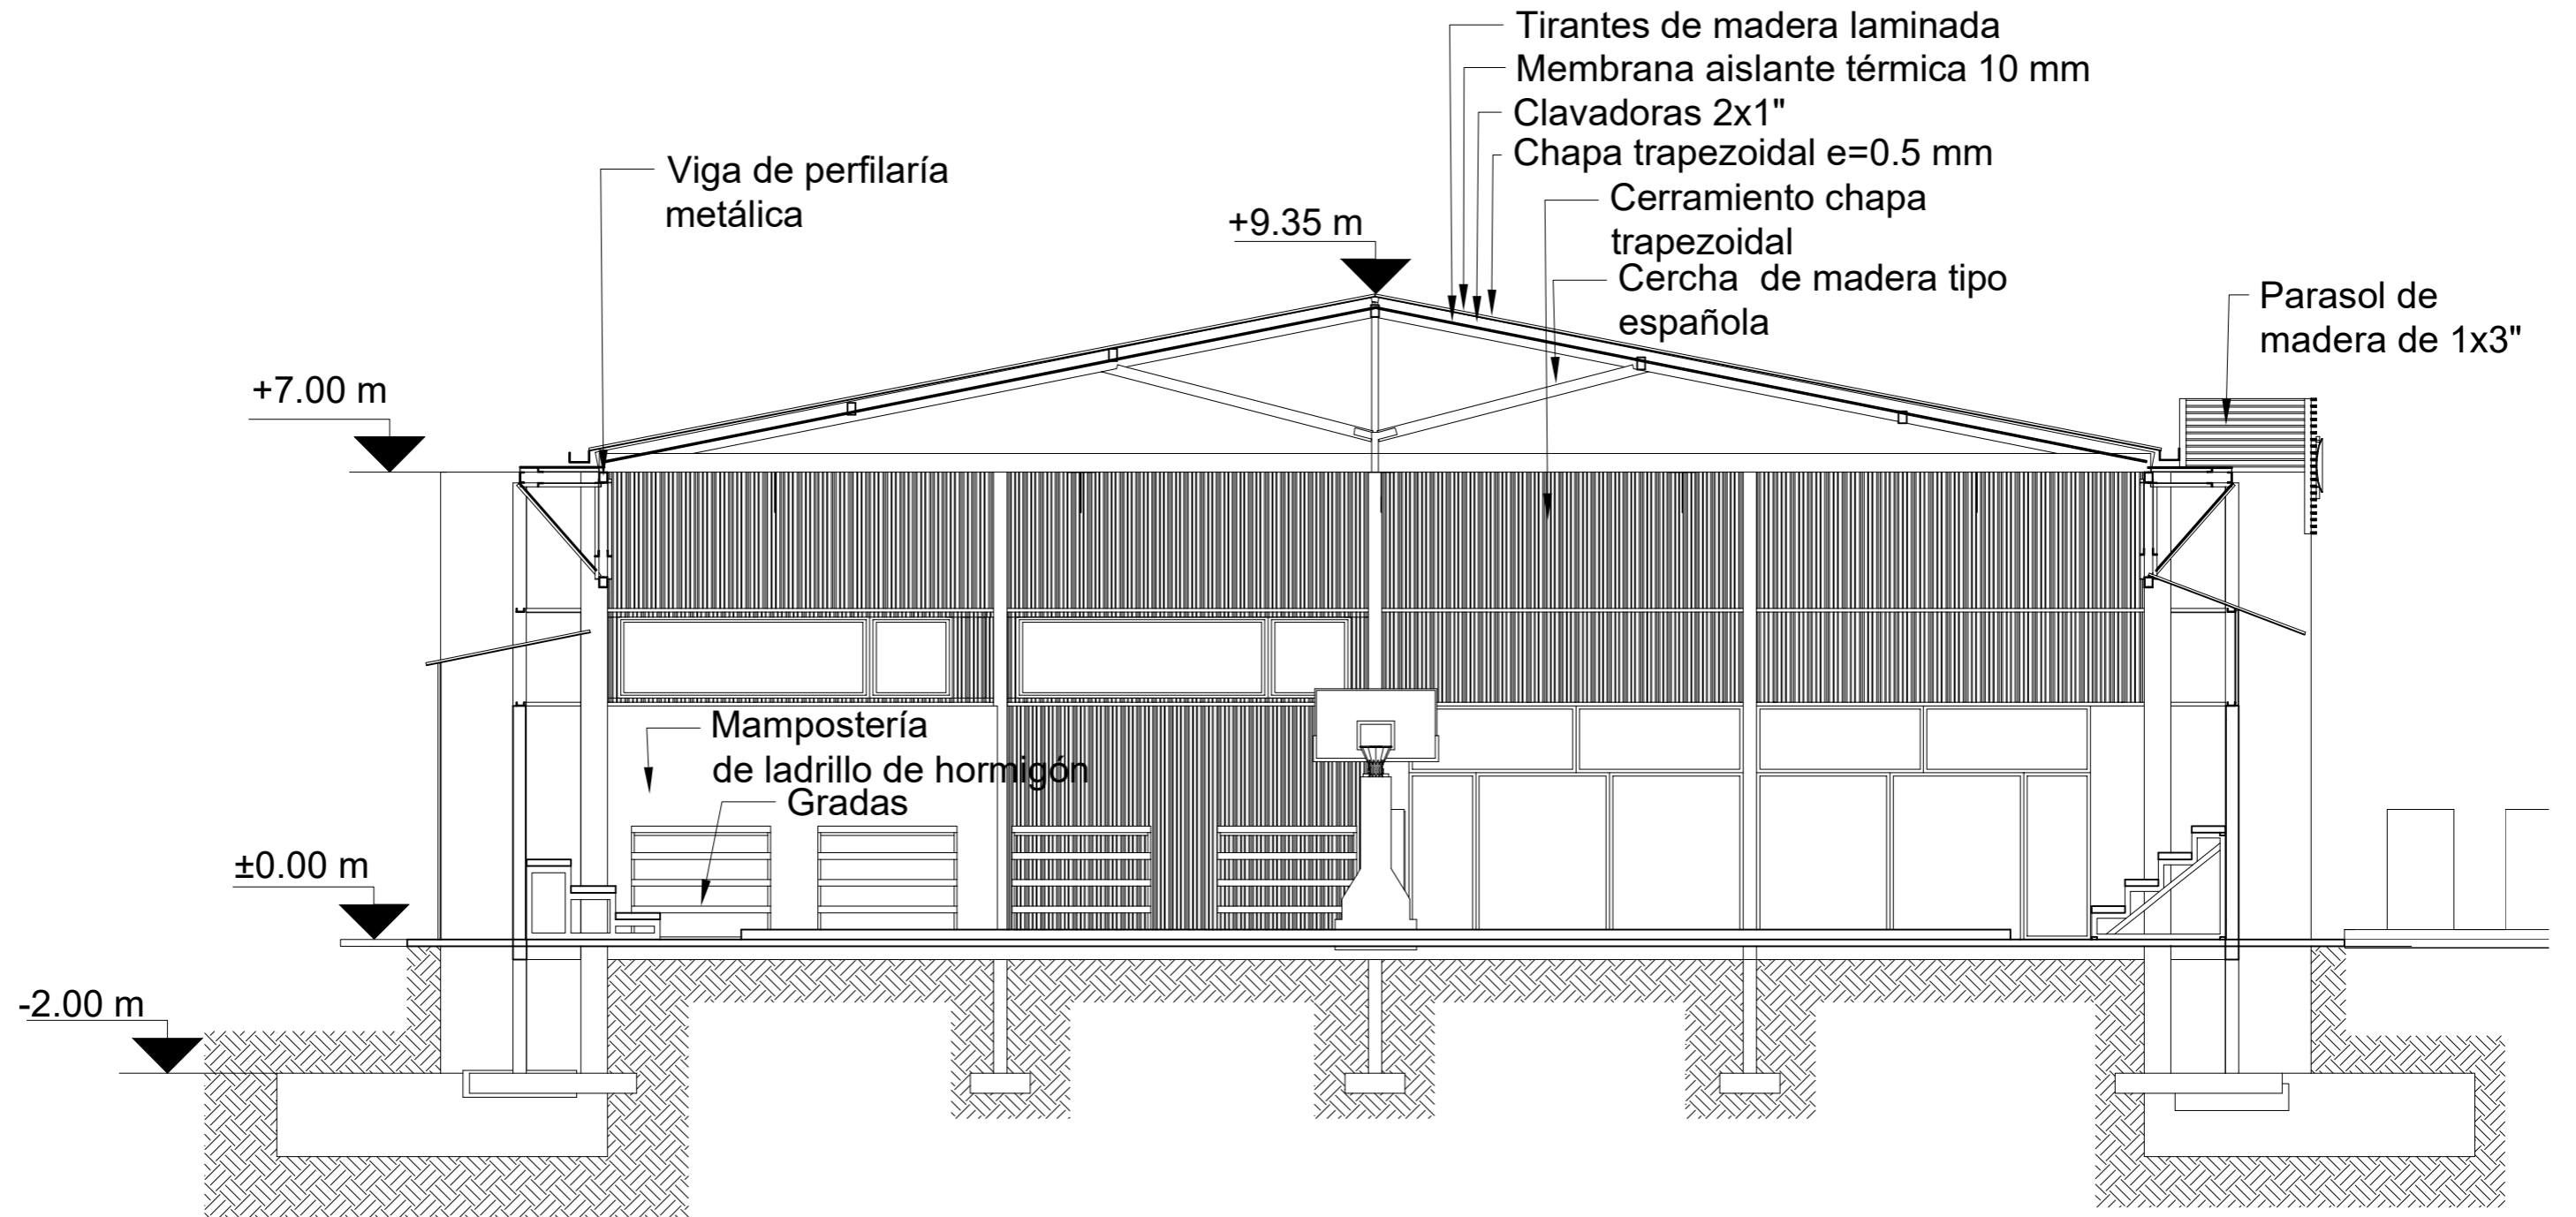 Tirantes de madera laminada
Membrana aislante térmica 10 mm
Clavadoras 2x1"
Chapa trapezoidal e=0.5 mm
Viga de perfilaría
metálica
Cerramiento chapa
trapezoidal
+9.35 m
Cercha de madera tipo
española
Parasol de
madera de 1x3"
+7.00 m
Mampostería
de ladrillo de hormigón
Gradas
±0.00 m
-2.00 m